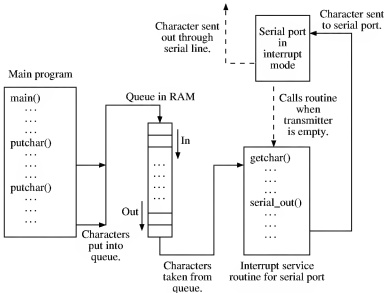 Character sent
out through
serial line.
Serial port
in
interrupt
mode
Character sent
to serial port.
Main program
main()
...
...
putchar()
...
...
putchar()
...
...
...
Queue in RAM
In
...
...
...
...
Out
Characters
put into
queue.
Calls routine
when
transmitter
is empty.
getchar()
...
...
...
serial_out()
...
...
...
Characters
taken from
queue.
Interrupt service
routine for serial port